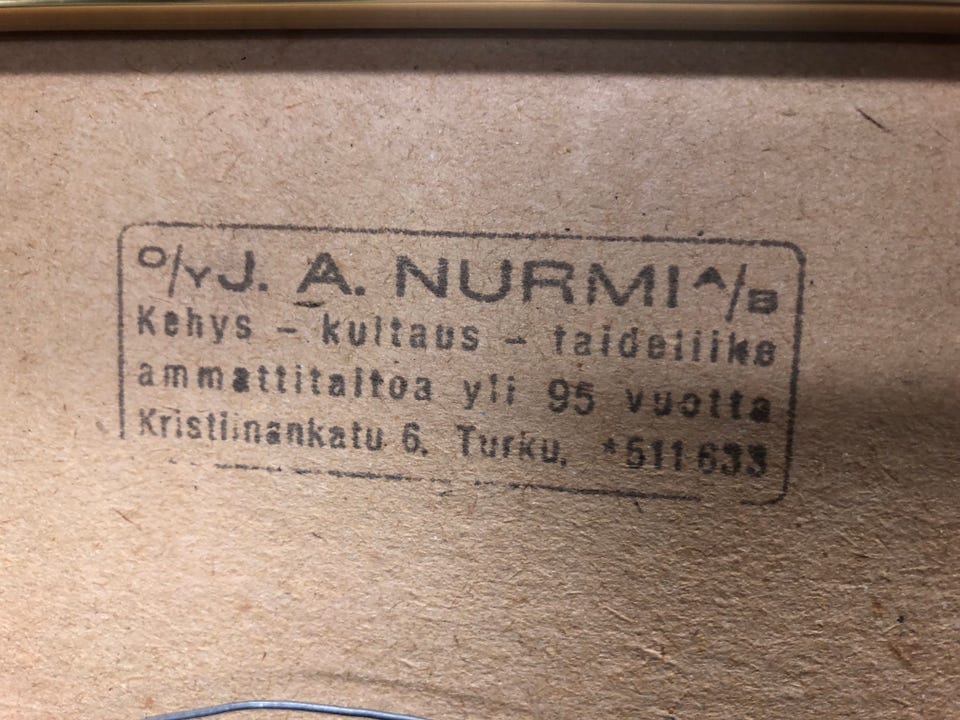 O/Y J. A. NURMI A/B
Kehys - kultaus - taideliike
ammattitaitoa yli 95 vuotta
Kristiinankatu 6. Turku. *511 633